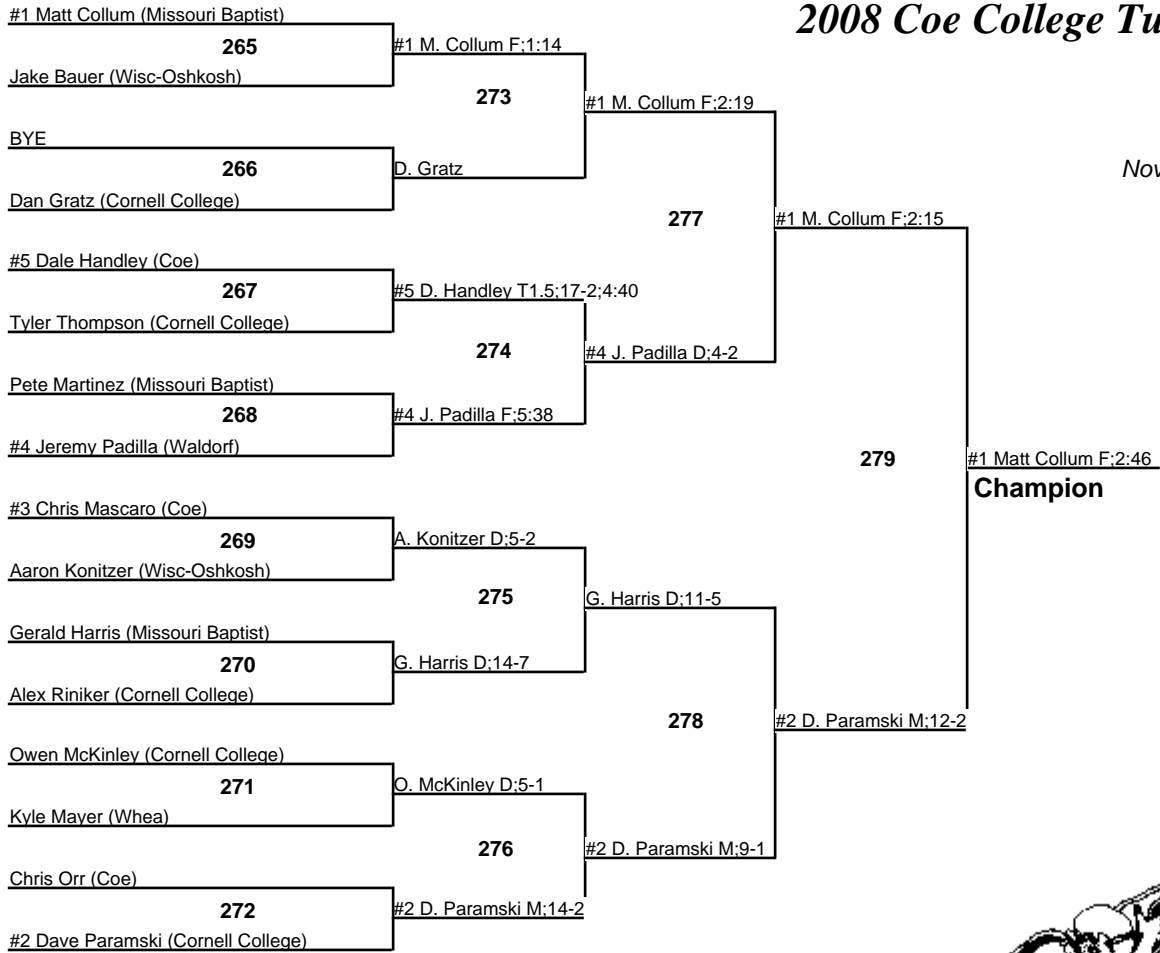 2008 Coe College Tu
Nov
#1 Matt Collum (Missouri Baptist)
265
Jake Bauer (Wisc-Oshkosh)
#1 M. Collum F;1:14
273
BYE
266
Dan Gratz (Cornell College)
D. Gratz
#1 M. Collum F;2:19
277
#5 Dale Handley (Coe)
267
Tyler Thompson (Cornell College)
#5 D. Handley T1.5;17-2;4:40
274
Pete Martinez (Missouri Baptist)
268
#4 Jeremy Padilla (Waldorf)
#4 J. Padilla F;5:38
#4 J. Padilla D;4-2
#1 M. Collum F;2:15
279
#1 Matt Collum F;2:46
Champion
#3 Chris Mascaro (Coe)
269
Aaron Konitzer (Wisc-Oshkosh)
A. Konitzer D;5-2
275
Gerald Harris (Missouri Baptist)
270
Alex Riniker (Cornell College)
G. Harris D;14-7
G. Harris D;11-5
278
Owen McKinley (Cornell College)
271
Kyle Mayer (Whea)
O. McKinley D;5-1
276
Chris Orr (Coe)
272
#2 Dave Paramski (Cornell College)
#2 D. Paramski M;14-2
#2 D. Paramski M;9-1
#2 D. Paramski M;12-2